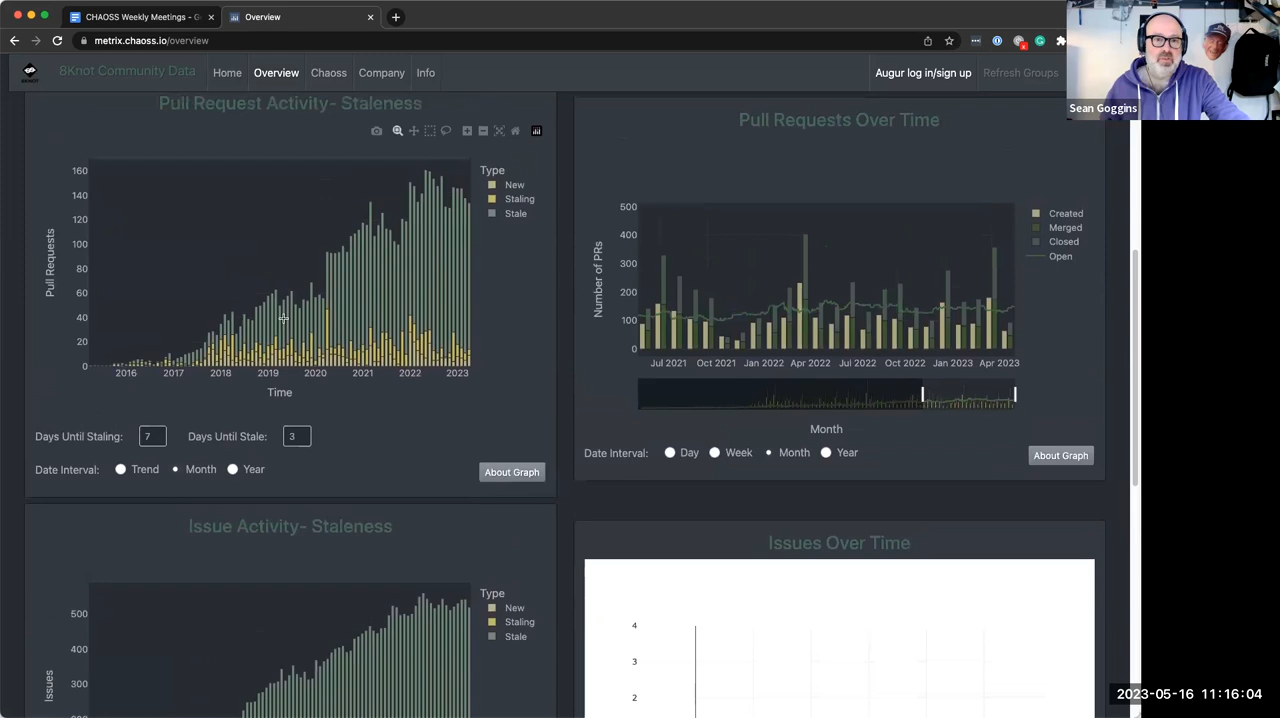 CHAOSS Weekly Meetings - G
Overview
metrix.chaoss.io/overview
8Knot Community Data
Home
Overview
Chaoss
Company
Info
Augur log in/sign up
Refresh Groups
Sean Goggins
Pull Request Activity- Staleness
Type
New
Staling
Stale
160
140
120
100
80
60
40
20
0
Pull Requests
2016 2017 2018 2019 2020 2021 2022 2023
Time
Days Until Staling: 7
Days Until Stale: 3
Date Interval: Trend Month Year
About Graph
Pull Requests Over Time
Created
Merged
Closed
Open
500
400
300
200
100
0
Number of PRs
Jul 2021 Oct 2021 Jan 2022 Apr 2022 Jul 2022 Oct 2022 Jan 2023 Apr 2023
Month
Date Interval: Day Week Month Year
About Graph
Issue Activity- Staleness
Type
New
Staling
Stale
500
400
300
Issues
Issues Over Time
4
3
2
2023-05-16 11:16:04